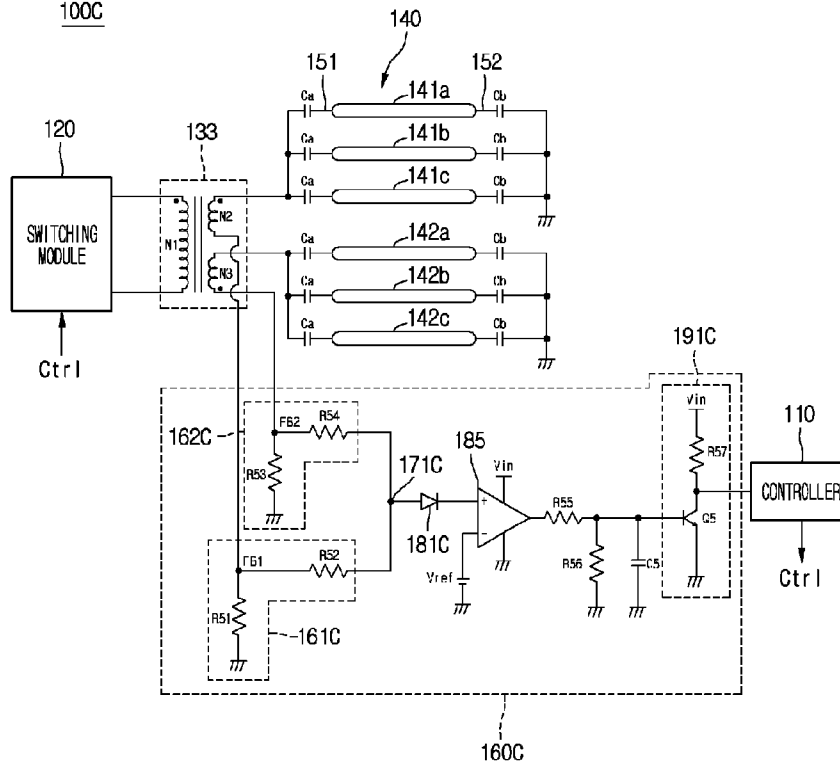 100C
140
151
152
Ca
141a
Cb
120
133
Ca
141b
Cb
Ca
141c
Cb
SWITCHING
MODULE
N1
N2
N3
Ca
142a
Cb
Ca
142b
Cb
Ca
142c
Cb
Ctrl
191C
Vin
162C
FB2
R54
R53
171C
185
Vin
R57
110
+
-
181C
R55
Q5
CONTROLLER
FB1
R52
Vref
R56
C5
R51
161C
Ctrl
160C